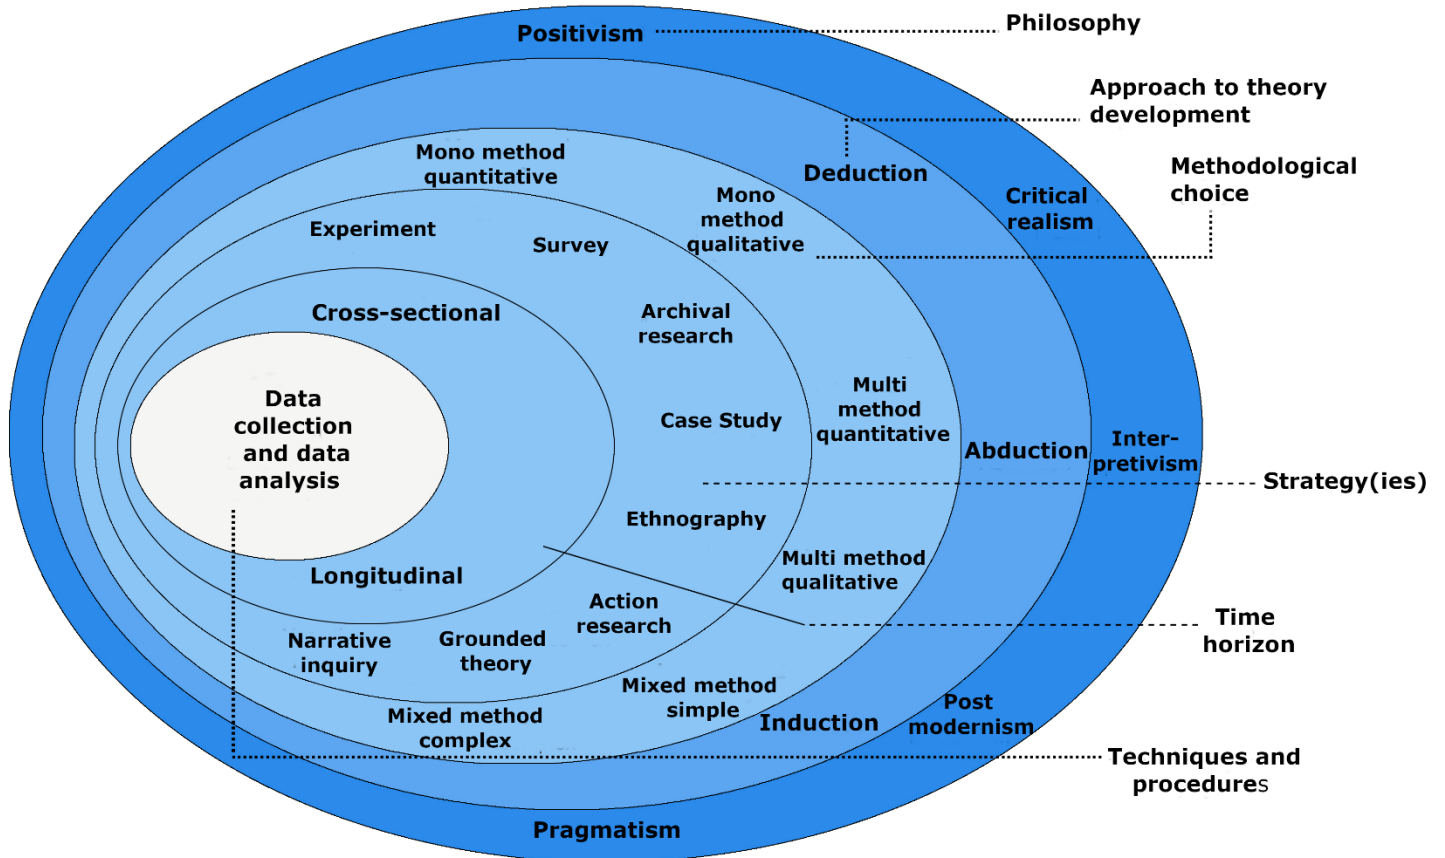 Positivism
Philosophy
Approach to theory
development
Deduction
Methodological
choice
Mono method
quantitative
Mono
method
qualitative
Critical
realism
Experiment
Survey
Cross-sectional
Archival
research
Data
collection
and data
analysis
Case Study
Multi
method
quantitative
Abduction
Inter-
pretivism
Strategy(ies)
Ethnography
Multi method
qualitative
Longitudinal
Action
research
Time
horizon
Narrative
inquiry
Grounded
theory
Mixed method
simple
Induction
Post
modernism
Mixed method
complex
Techniques and
procedures
Pragmatism